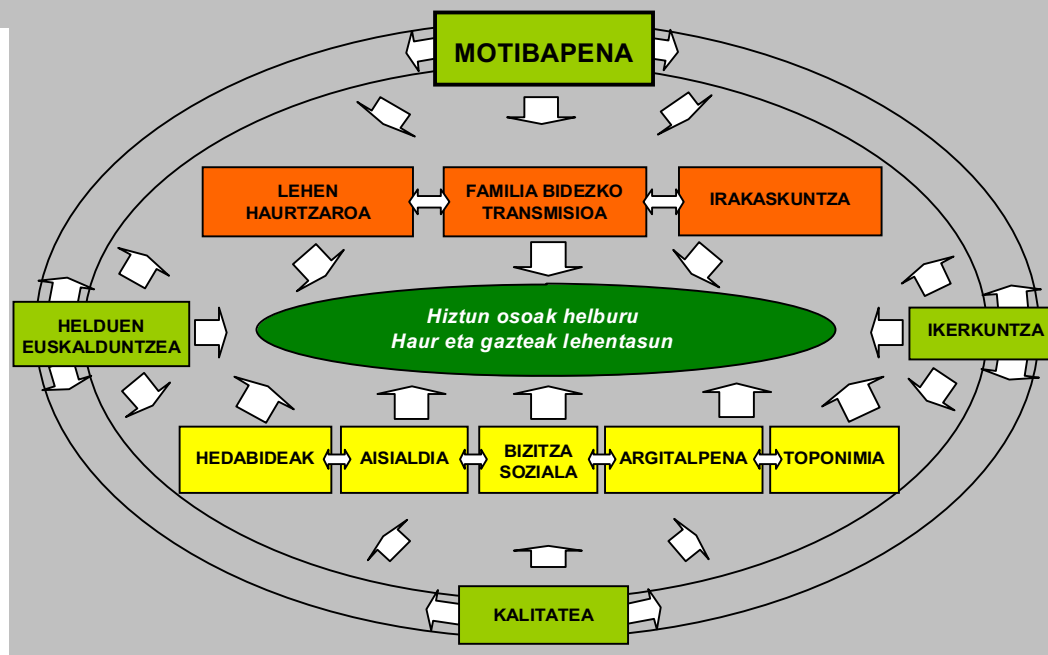 MOTIBAPENA
LEHEN
HAURTZAROA
FAMILIA BIDEZKO
TRANSMISIOA
IRAKASKUNTZA
Hiztun osoak helburu
Haur eta gazteak lehentasun
HELDUEN
EUSKALDUNTZEA
IKERKUNTZA
HEDABIDEAK
AISIALDIA
BIZITZA
SOZIALA
ARGITALPENA
TOPONIMIA
KALITATEA